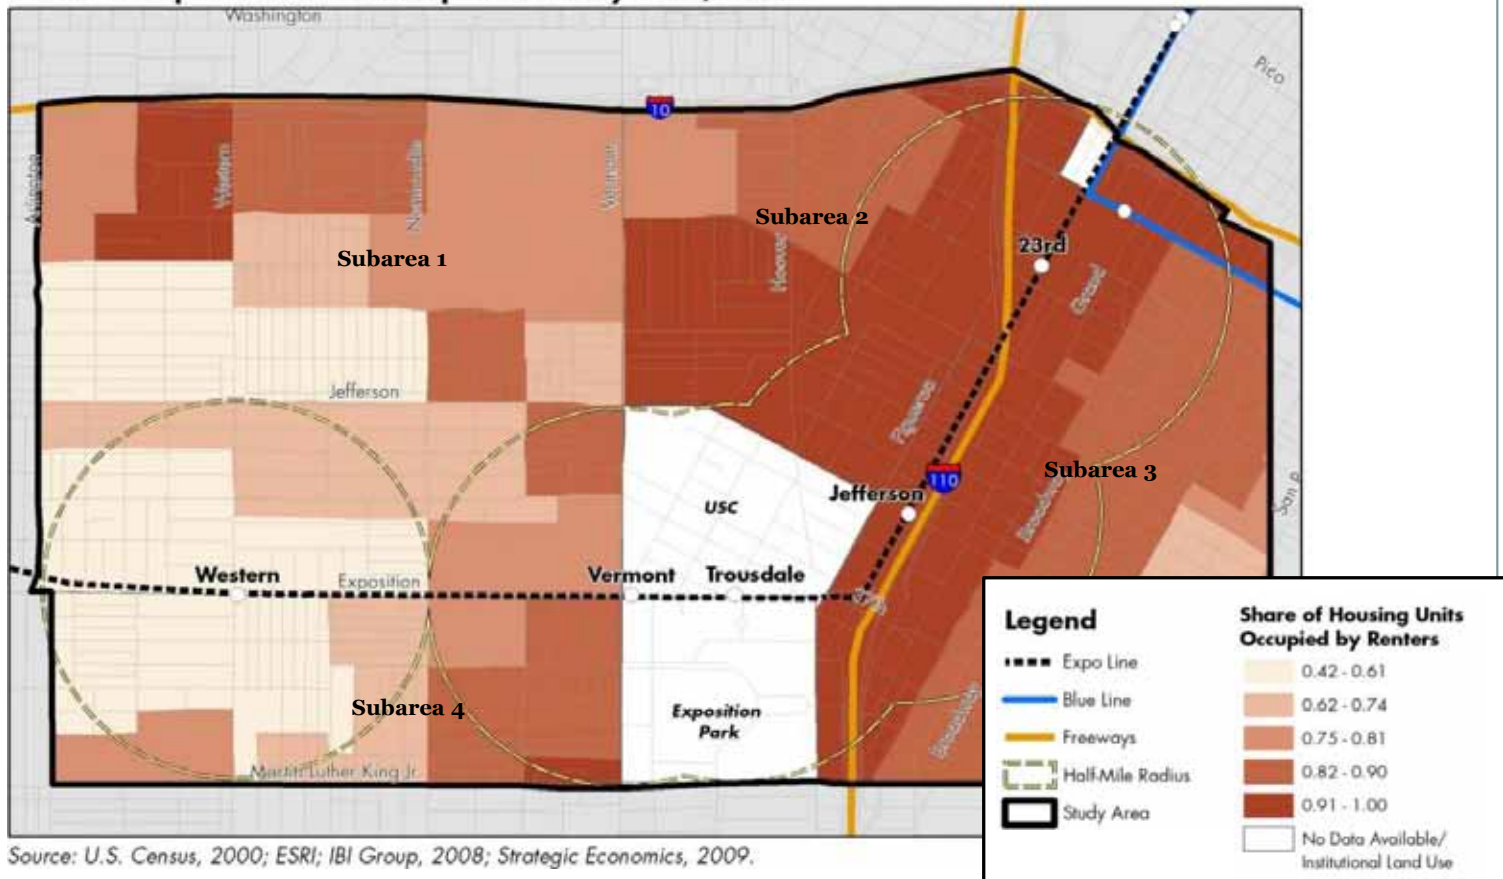 Washington
Pico
10
Arlington
Western
Normandie
Vermont
Hoover
Subarea 2
Subarea 1
23rd
Grand
Jefferson
Figueroa
Subarea 3
110
Jefferson
Broadway
San P
USC
Western
Exposition
Vermont
Trousdale
37th
Subarea 4
Exposition
Park
Martin Luther King Jr.
Legend
Expo Line
Blue Line
Freeways
Half-Mile Radius
Study Area
Share of Housing Units
Occupied by Renters
0.42 - 0.61
0.62 - 0.74
0.75 - 0.81
0.82 - 0.90
0.91 - 1.00
No Data Available/
Institutional Land Use
Source: U.S. Census, 2000; ESRI; IBI Group, 2008; Strategic Economics, 2009.